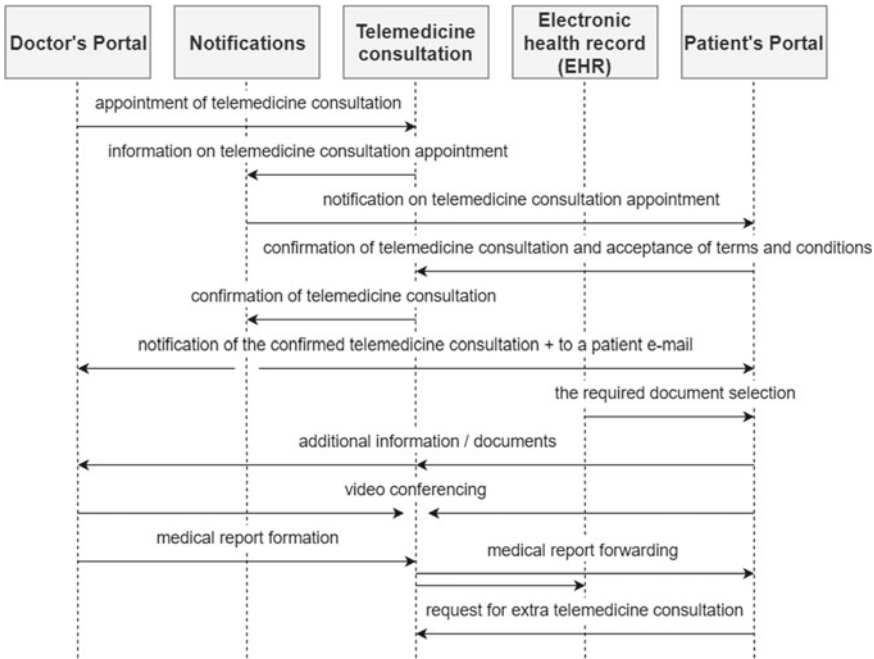 Doctor's Portal
Notifications
Telemedicine
consultation
Electronic
health record
(EHR)
Patient's Portal
appointment of telemedicine consultation
information on telemedicine consultation appointment
notification on telemedicine consultation appointment
confirmation of telemedicine consultation and acceptance of terms and conditions
confirmation of telemedicine consultation
notification of the confirmed telemedicine consultation + to a patient e-mail
the required document selection
additional information / documents
video conferencing
medical report formation
medical report forwarding
request for extra telemedicine consultation